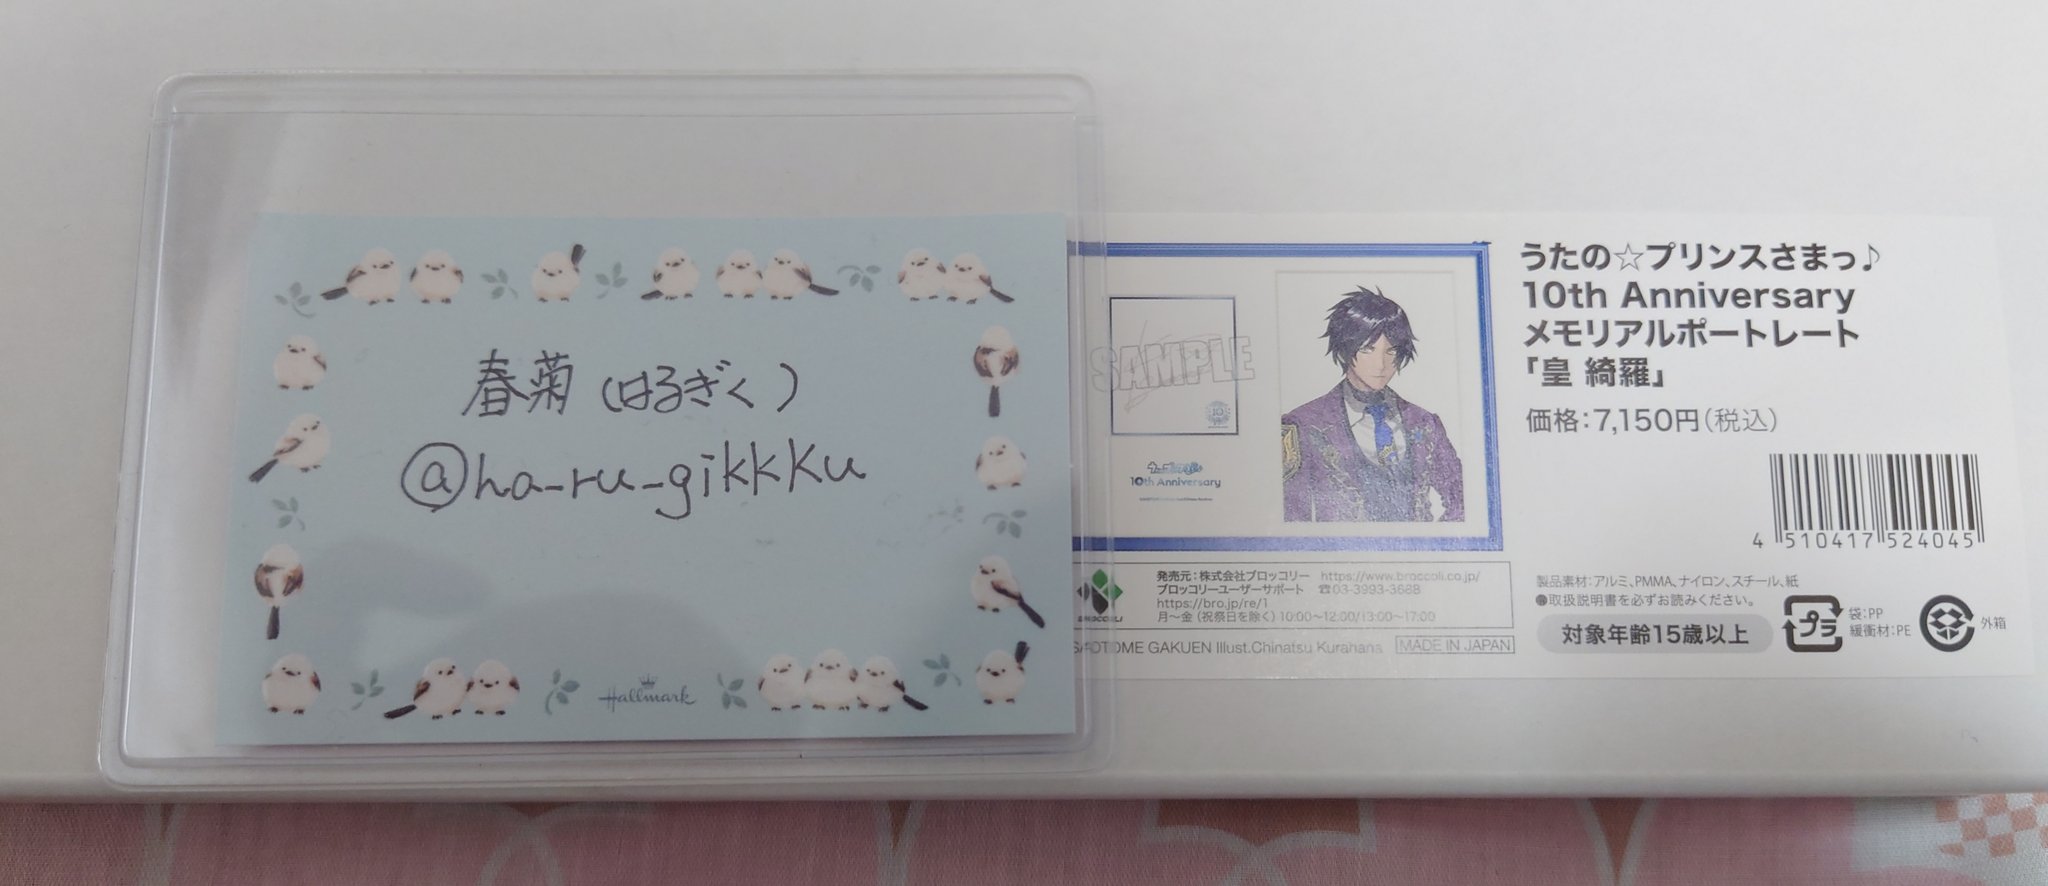 春菊(はるぎく)
@ha-ru-gikkku
Hallmark
SAMPLE
10th Anniversary
うたの☆プリンスさまっ♪
10th Anniversary
メモリアルポートレート
「皇 綺羅」
価格:7,150円(税込)
4 510417 524045
発売元:株式会社ブロッコリー https://www.broccoli.co.jp/
ブロッコリーユーザーサポート ☎03-3993-3688
https://bro.jp/re/1
月~金(祝祭日を除く)10:00~12:00/13:00~17:00
BROCCOLI
SAOTOME GAKUEN Illust.Chinatsu Kurahana MADE IN JAPAN
製品素材:アルミ、PMMA、ナイロン、スチール、紙
●取扱説明書を必ずお読みください。
対象年齢15歳以上
プラ
袋:PP
緩衝材:PE
外箱